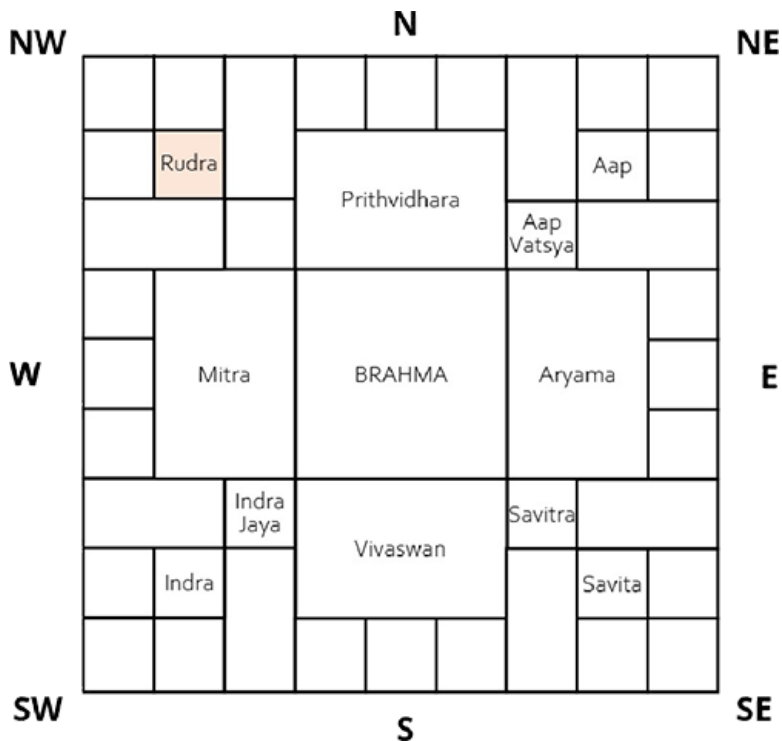 N
NW
NE
Rudra
Aap
Prithvidhara
Aap
Vatsya
W
Mitra
BRAHMA
Aryama
E
Indra
Jaya
Savitra
Vivaswan
Indra
Savita
SW
SE
S